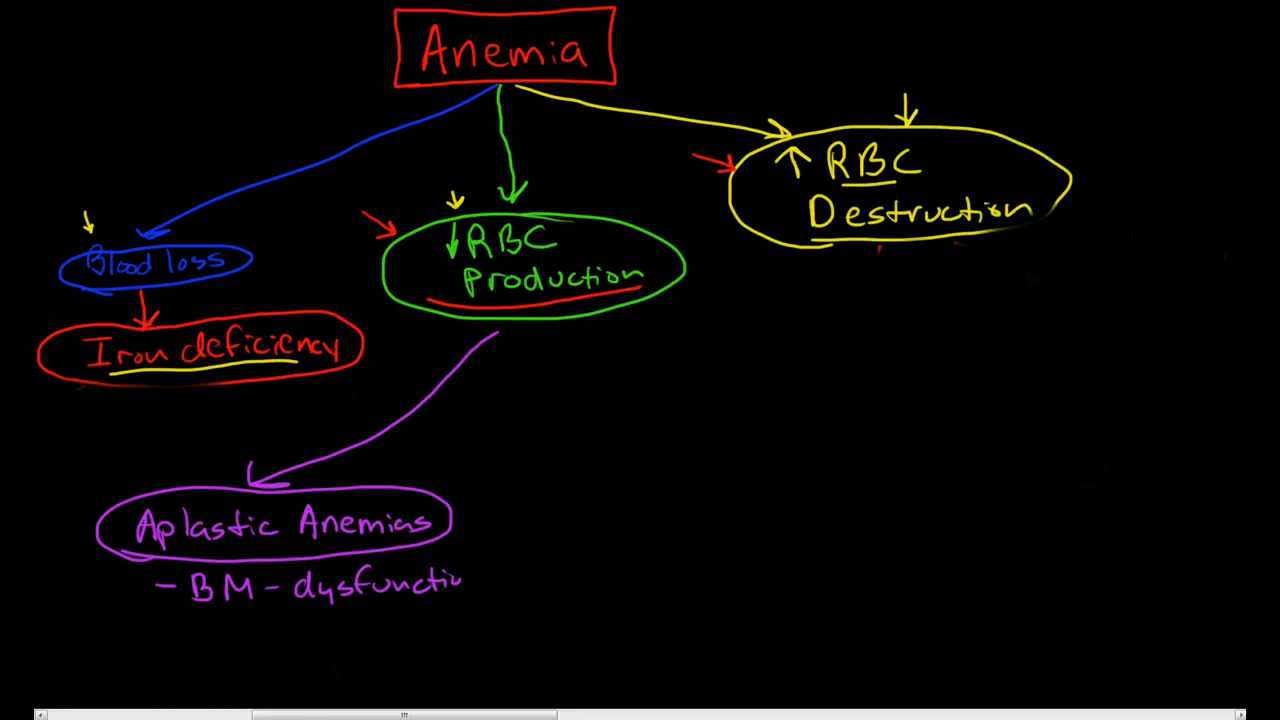 Anemia
↑ RBC
Destruction
↓ RBC
Production
Blood loss
Iron deficiency
Aplastic Anemias
- BM - dysfunctio